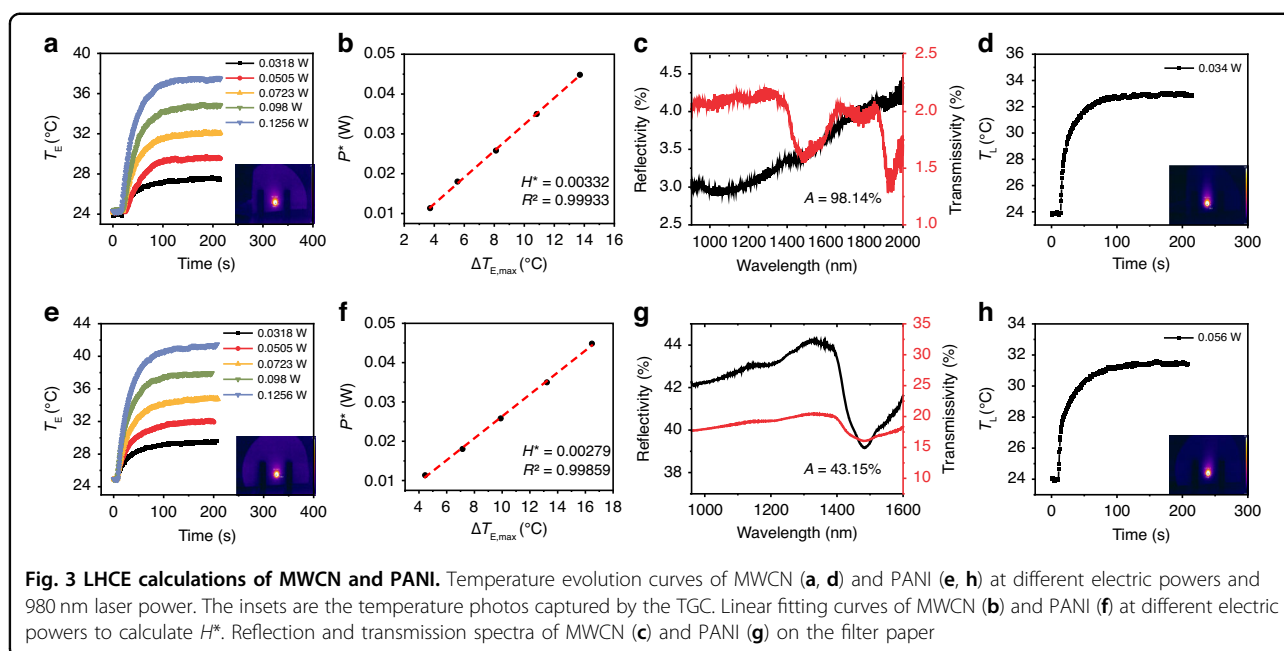 a
40
36
32
28
24
T_E (°C)
0.0318 W
0.0505 W
0.0723 W
0.098 W
0.1256 W
0 100 200 300 400
Time (s)
b
0.05
0.04
0.03
0.02
0.01
P* (W)
H* = 0.00332
R² = 0.99933
2 4 6 8 10 12 14 16
ΔT_E,max (°C)
c
4.5
4.0
3.5
3.0
2.5
Reflectivity (%)
2.5
2.0
1.5
1.0
Transmissivity (%)
A = 98.14%
1000 1200 1400 1600 1800 2000
Wavelength (nm)
d
36
34
32
30
28
26
24
T_L (°C)
0.034 W
0 100 200 300
Time (s)
e
44
40
36
32
28
24
T_E (°C)
0.0318 W
0.0505 W
0.0723 W
0.098 W
0.1256 W
0 100 200 300 400
Time (s)
f
0.05
0.04
0.03
0.02
0.01
P* (W)
H* = 0.00279
R² = 0.99859
4 6 8 10 12 14 16
ΔT_E,max (°C)
g
44
42
40
38
Reflectivity (%)
35
30
25
20
15
10
Transmissivity (%)
A = 43.15%
1000 1200 1400 1600
Wavelength (nm)
h
34
32
30
28
26
24
T_L (°C)
0.056 W
0 100 200 300
Time (s)
Fig. 3 LHCE calculations of MWCN and PANI. Temperature evolution curves of MWCN (a, d) and PANI (e, h) at different electric powers and
980 nm laser power. The insets are the temperature photos captured by the TGC. Linear fitting curves of MWCN (b) and PANI (f) at different electric
powers to calculate H*. Reflection and transmission spectra of MWCN (c) and PANI (g) on the filter paper